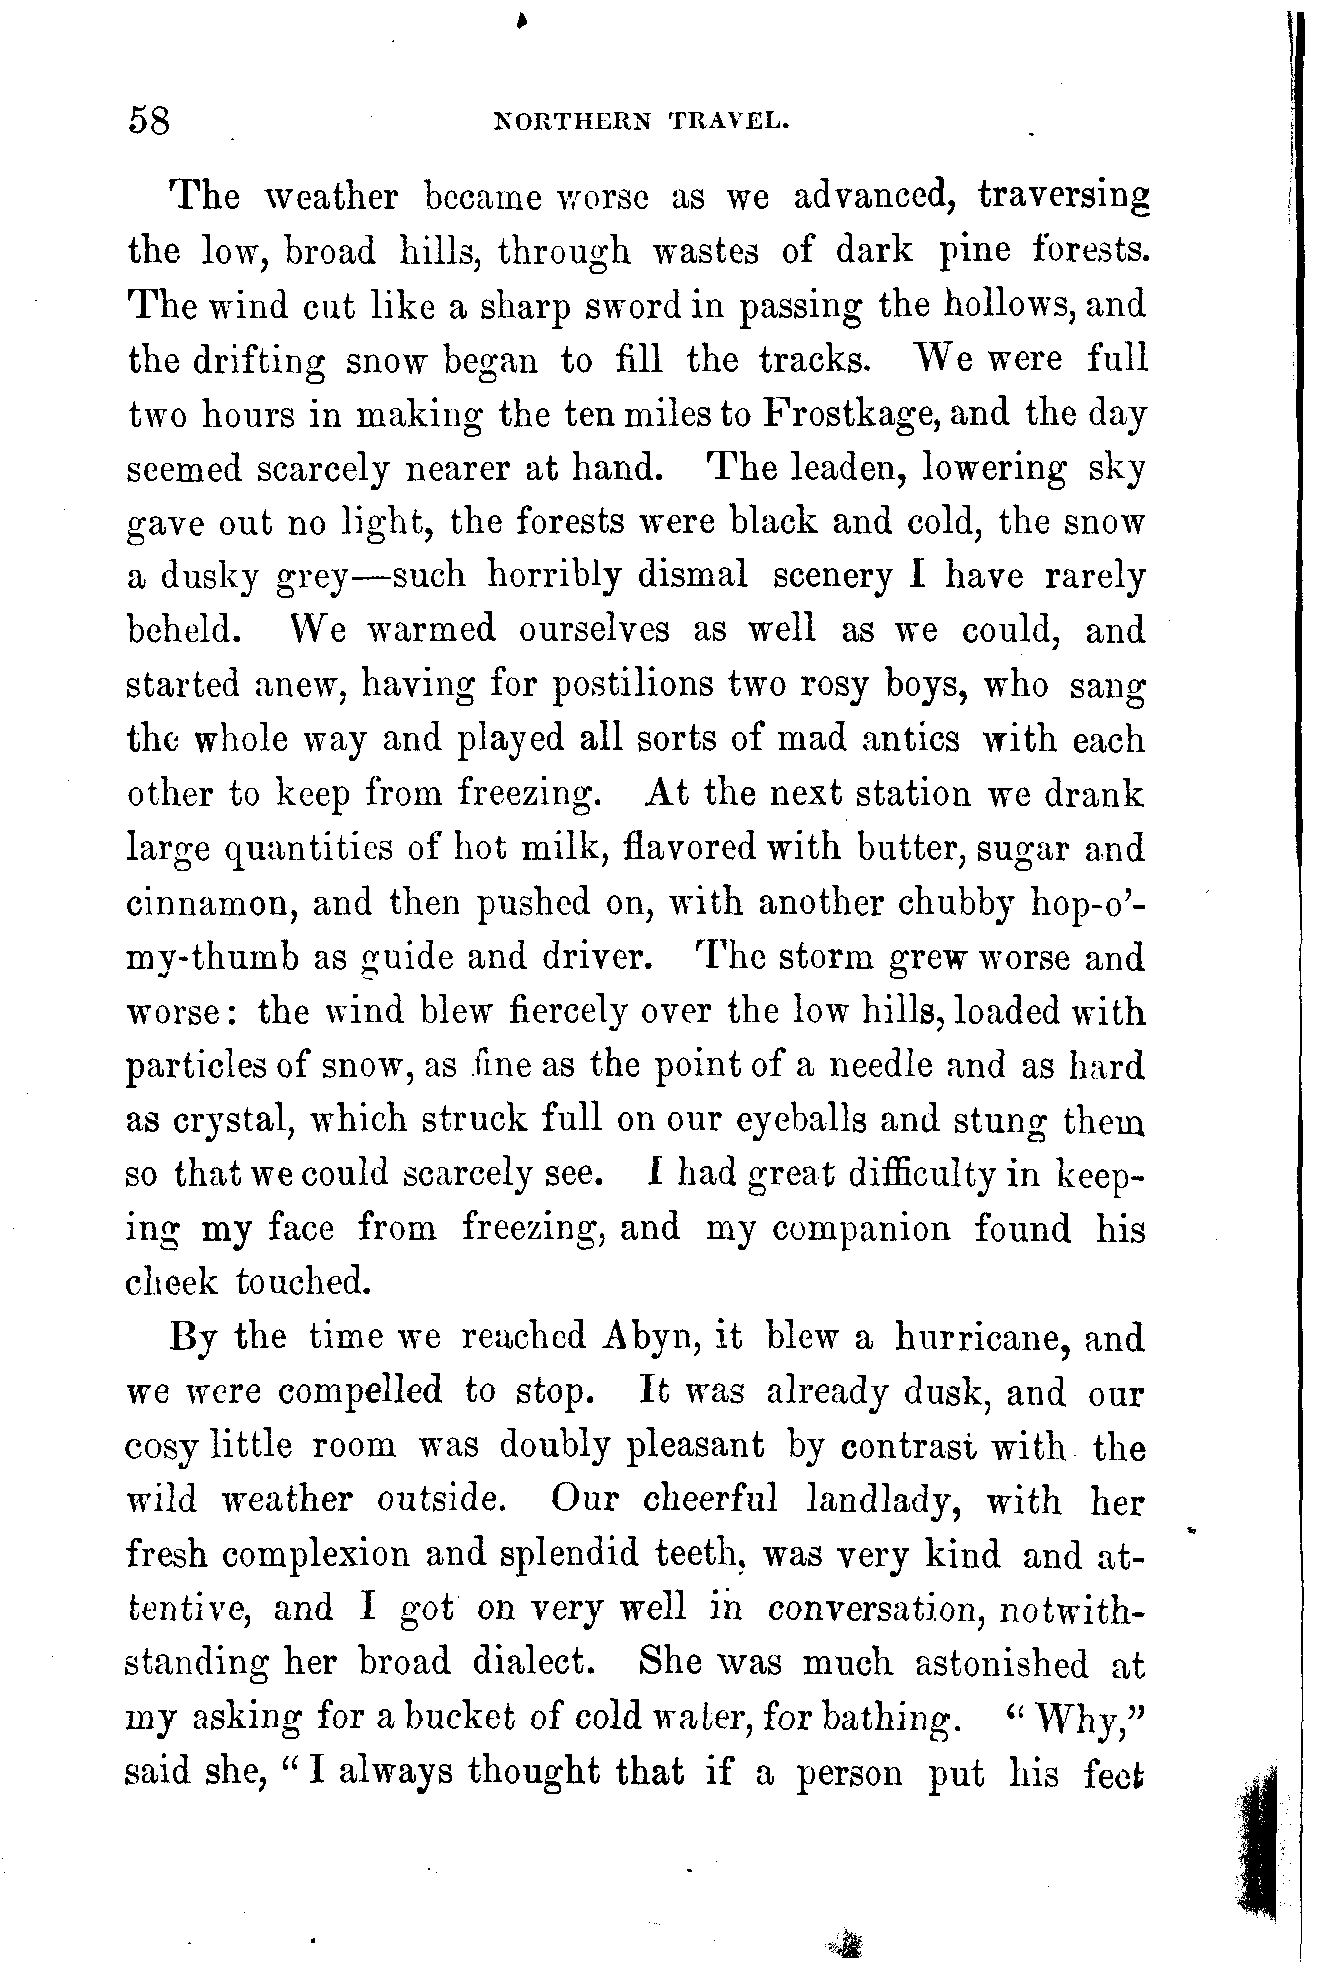 58 NORTHERN TRAVEL.
The weather became worse as we advanced, traversing
the low, broad hills, through wastes of dark pine forests.
The wind cut like a sharp sword in passing the hollows, and
the drifting snow began to fill the tracks. We were full
two hours in making the ten miles to Frostkage, and the day
seemed scarcely nearer at hand. The leaden, lowering sky
gave out no light, the forests were black and cold, the snow
a dusky grey—such horribly dismal scenery I have rarely
beheld. We warmed ourselves as well as we could, and
started anew, having for postilions two rosy boys, who sang
the whole way and played all sorts of mad antics with each
other to keep from freezing. At the next station we drank
large quantities of hot milk, flavored with butter, sugar and
cinnamon, and then pushed on, with another chubby hop-o'-
my-thumb as guide and driver. The storm grew worse and
worse: the wind blew fiercely over the low hills, loaded with
particles of snow, as fine as the point of a needle and as hard
as crystal, which struck full on our eyeballs and stung them
so that we could scarcely see. I had great difficulty in keep-
ing my face from freezing, and my companion found his
cheek touched.
By the time we reached Abyn, it blew a hurricane, and
we were compelled to stop. It was already dusk, and our
cosy little room was doubly pleasant by contrast with the
wild weather outside. Our cheerful landlady, with her
fresh complexion and splendid teeth, was very kind and at-
tentive, and I got on very well in conversation, notwith-
standing her broad dialect. She was much astonished at
my asking for a bucket of cold water, for bathing. "Why,"
said she, "I always thought that if a person put his feet